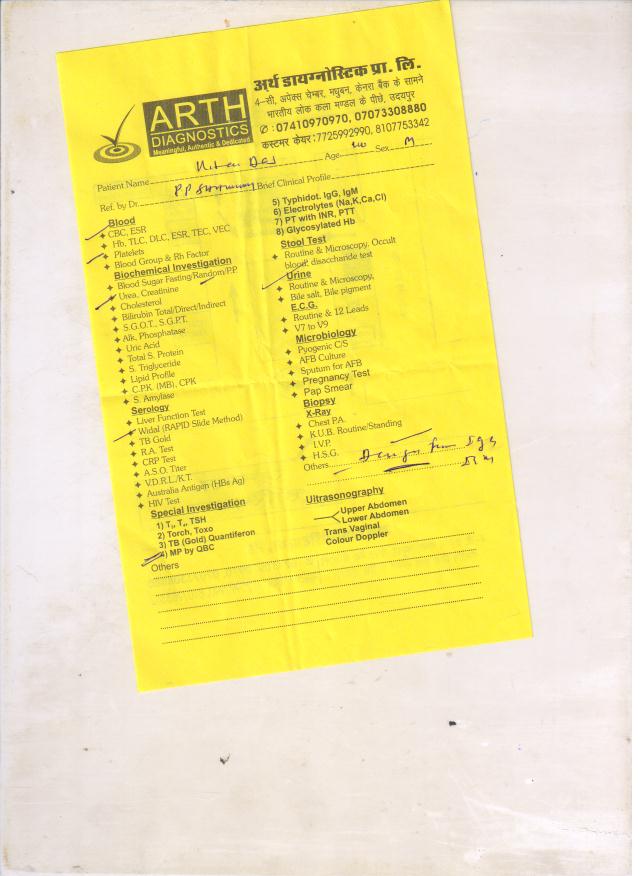 ARTH
DIAGNOSTICS
Meaningful, Authentic & Dedicated
अर्थ डायग्नोस्टिक प्रा. लि.
4–सी, अपेक्स चेम्बर, मधुबन, केनरा बैंक के सामने
भारतीय लोक कला मण्डल के पीछे, उदयपुर
✆ : 07410970970, 07073308880
कस्टमर केयर : 7725992990, 8107753342
Patient Name Age Sex M
Ref. by Dr. Brief Clinical Profile
Blood
CBC, ESR
Hb, TLC, DLC, ESR, TEC, VEC
Platelets
Blood Group & Rh Factor
Biochemical Investigation
Blood Sugar Fasting/Random/P.P.
Urea, Creatinine
Cholesterol
Bilirubin Total/Direct/Indirect
S.G.O.T., S.G.P.T.
Alk. Phosphatase
Uric Acid
Total S. Protein
S. Triglyceride
Lipid Profile
C.P.K. (MB), CPK
S. Amylase
Serology
Liver Function Test
Widal (RAPID Slide Method)
TB Gold
R.A. Test
CRP Test
A.S.O. Titer
V.D.R.L./K.T.
Australia Antigen (HBs Ag)
HIV Test
Special Investigation
1) T₃, T₄, TSH
2) Torch, Toxo
3) TB (Gold) Quantiferon
4) MP by QBC
Others
5) Typhidot. IgG, IgM
6) Electrolytes (Na,K,Ca,Cl)
7) PT with INR, PTT
8) Glycosylated Hb
Stool Test
Routine & Microscopy, Occult
blood, disaccharide test
Urine
Routine & Microscopy,
Bile salt, Bile pigment
E.C.G.
Routine & 12 Leads
V7 to V9
Microbiology
Pyogenic C/S
AFB Culture
Sputum for AFB
Pregnancy Test
Pap Smear
Biopsy
X-Ray
Chest P.A.
K.U.B. Routine/Standing
I.V.P.
H.S.G.
Others
Ultrasonography
Upper Abdomen
Lower Abdomen
Trans Vaginal
Colour Doppler